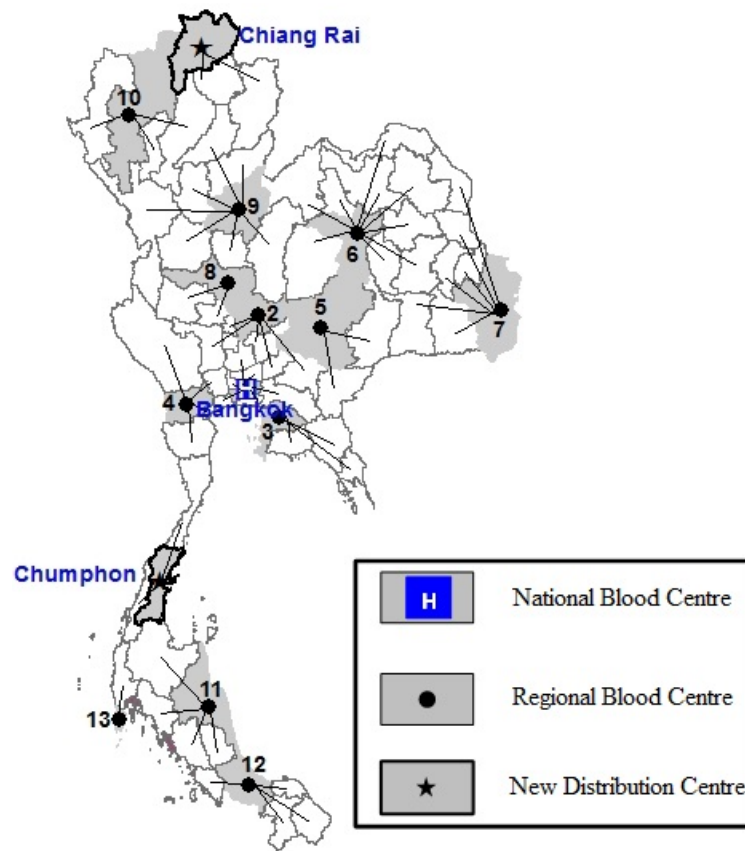 Chiang Rai
10
9
6
8
2
5
7
H
4
Bangkok
3
Chumphon
H
National Blood Centre
Regional Blood Centre
11
13
12
New Distribution Centre